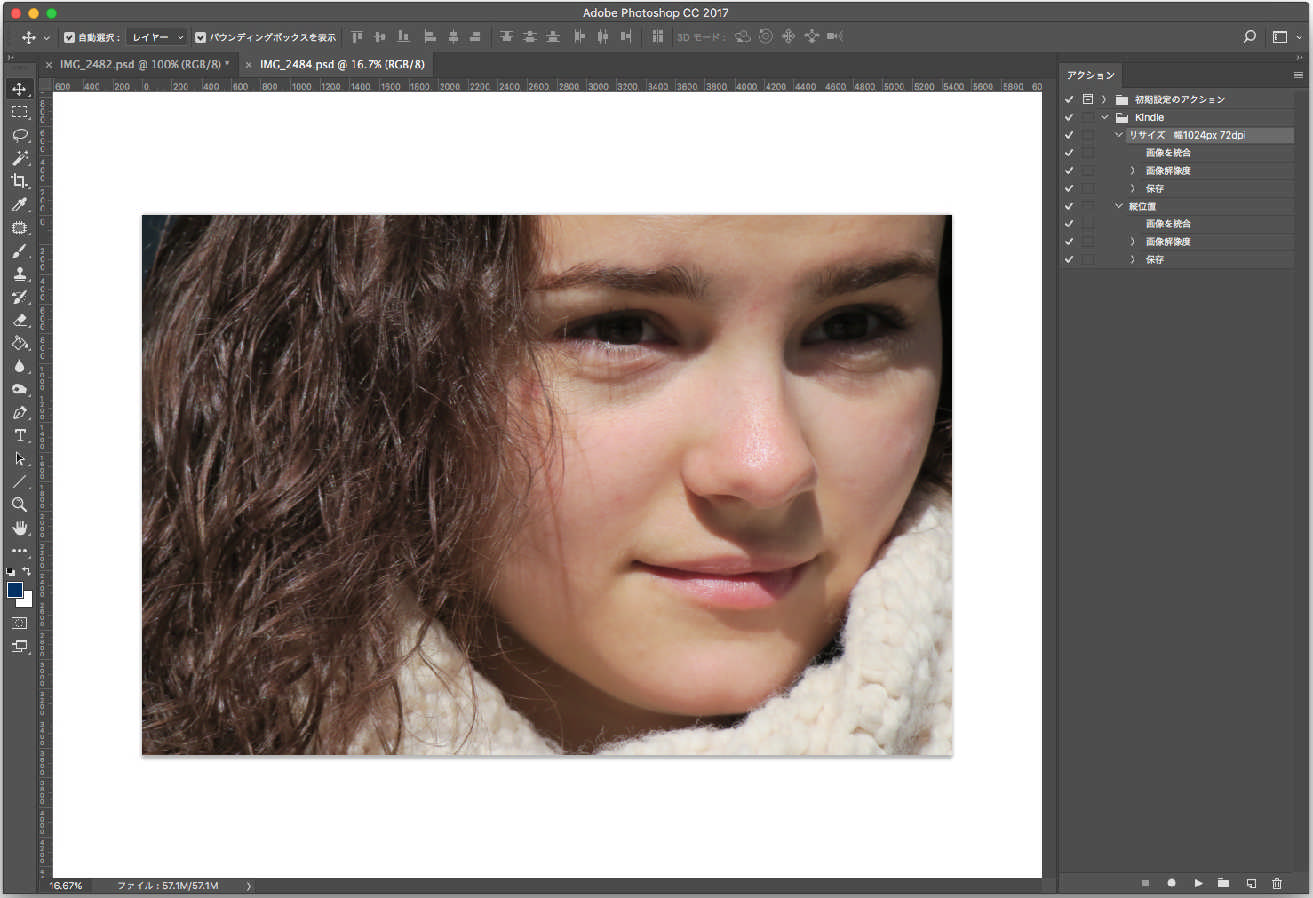 Adobe Photoshop CC 2017
自動選択： レイヤー バウンディングボックスを表示 3D モード：
× IMG_2482.psd @ 100% (RGB/8) * × IMG_2484.psd @ 16.7% (RGB/8)
600 400 200 0 200 400 600 800 1000 1200 1400 1500 1800 2000 2200 2400 2600 2800 3000 3200 3400 3600 3800 4000 4200 4400 4600 4800 5000 5200 5400 5600 5800 60
アクション
初期設定のアクション
Kindle
リサイズ 幅1024px 72dpi
画像を統合
画像解像度
保存
縦位置
画像を統合
画像解像度
保存
16.67% ファイル：57.1M/57.1M